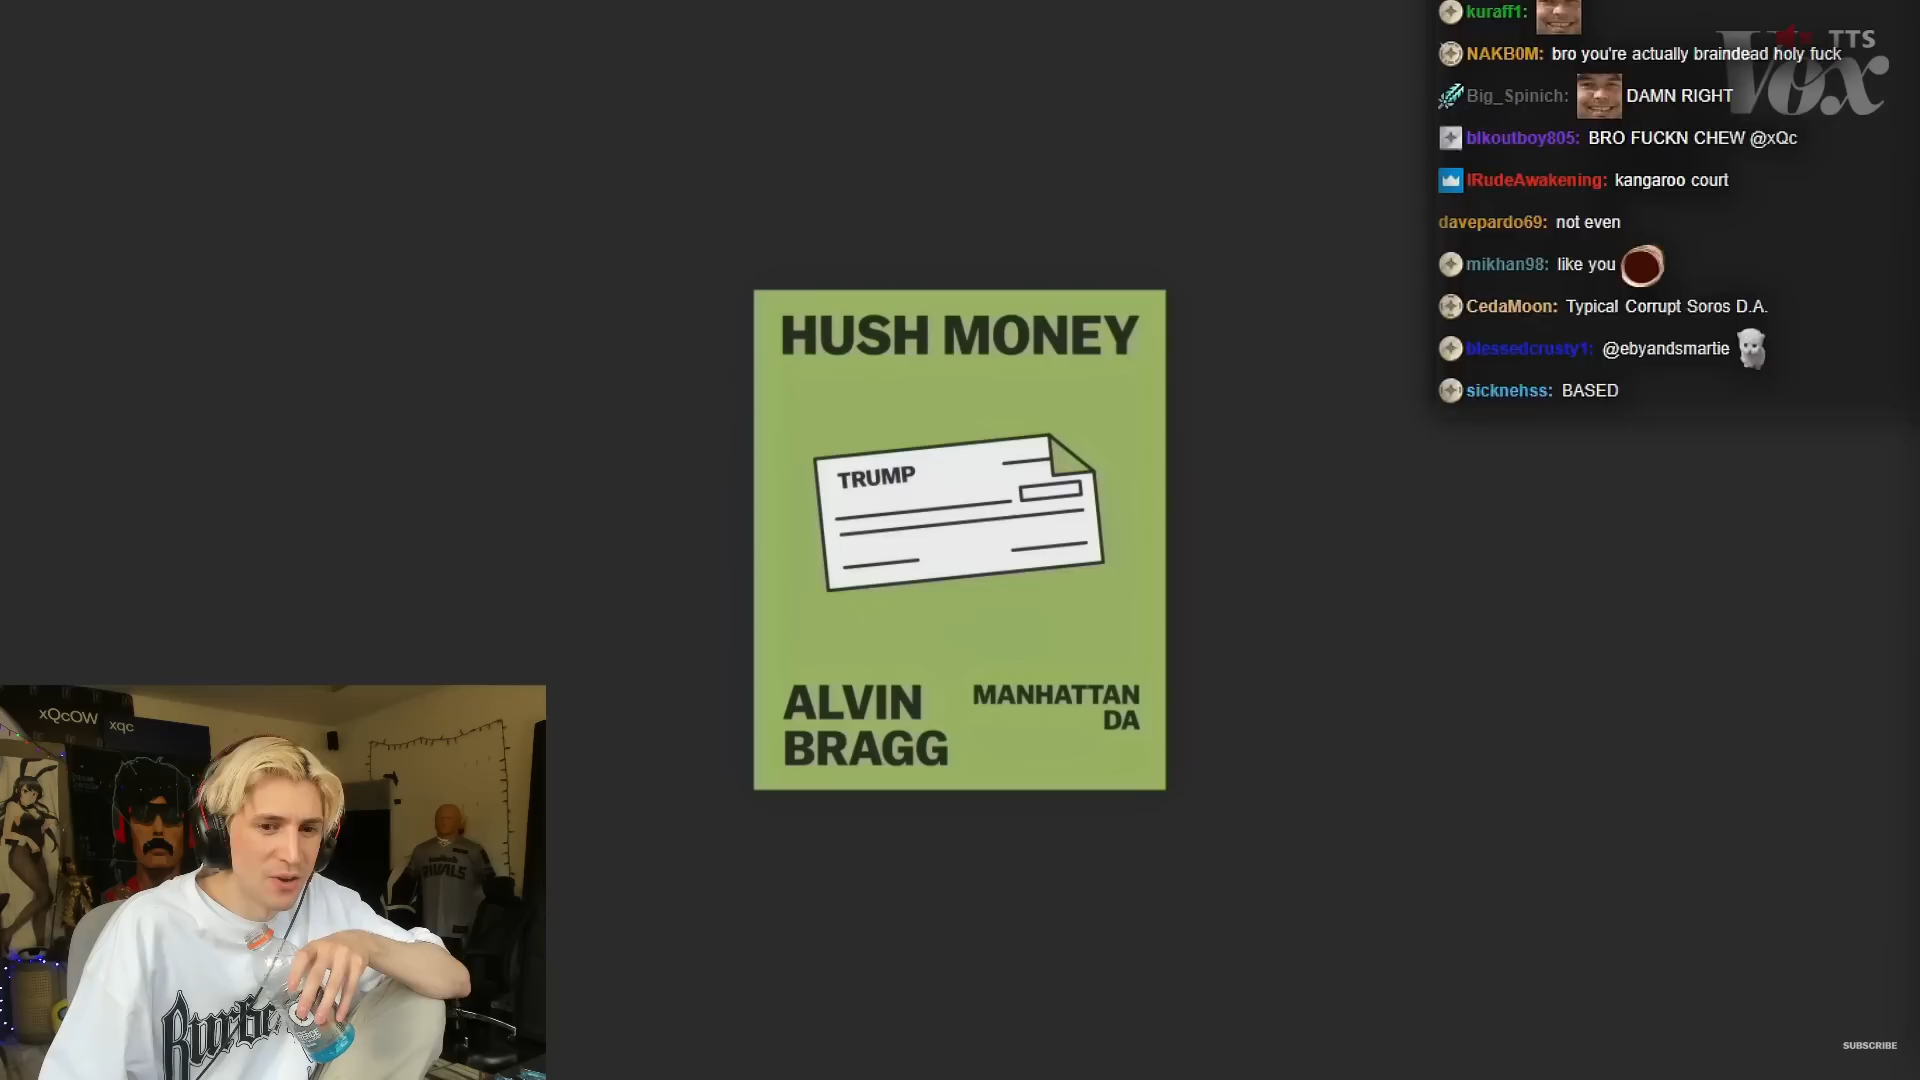 kuraff1:
TTS
NAKB0M: bro you're actually braindead holy fuck
Vox
Big_Spinich: DAMN RIGHT
blkoutboy805: BRO FUCKN CHEW @xQc
IRudeAwakening: kangaroo court
davepardo69: not even
mikhan98: like you
CedaMoon: Typical Corrupt Soros D.A.
blessedcrusty1: @ebyandsmartie
sicknehss: BASED
HUSH MONEY
TRUMP
ALVIN
BRAGG
MANHATTAN
DA
xQcOW
xqc
RIVALS
SUBSCRIBE